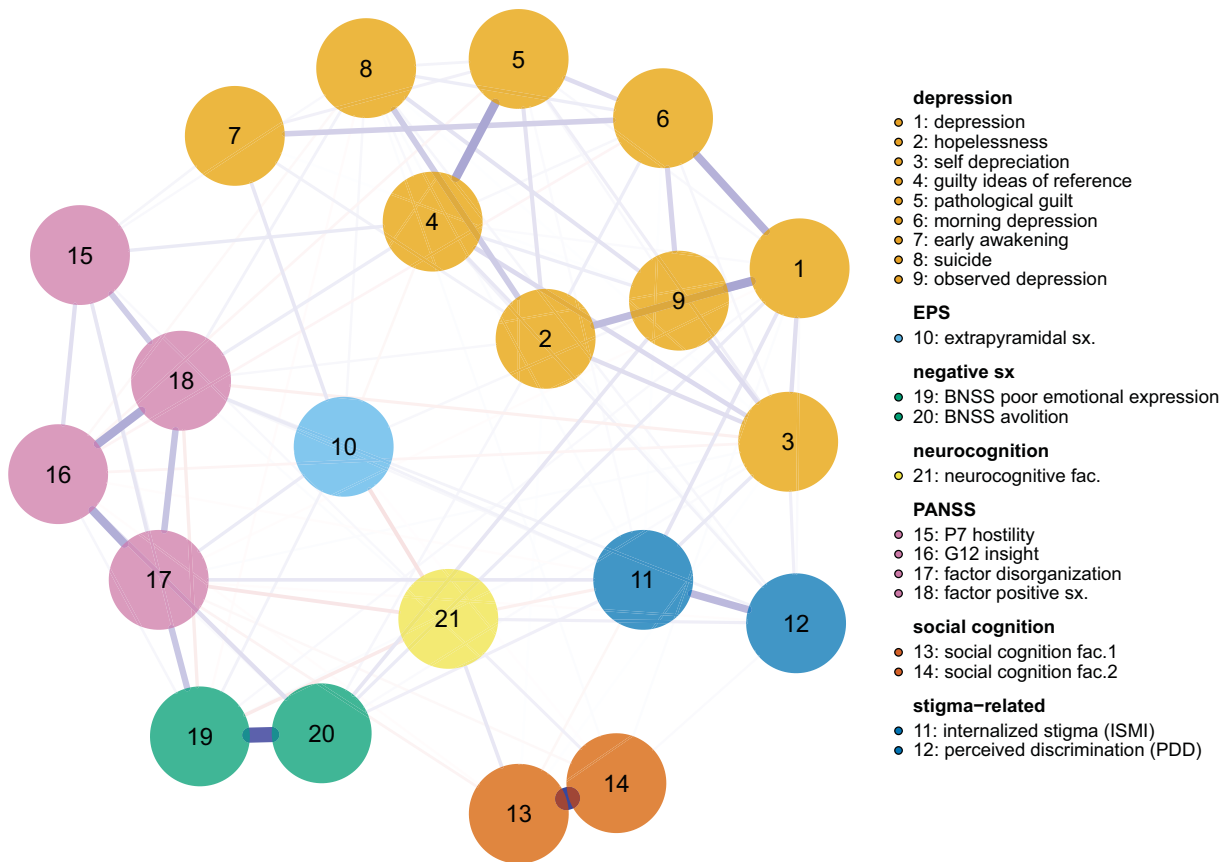 8
5
6
7
4
1
15
9
2
18
3
10
16
11
17
12
21
19
20
14
13
depression
1: depression
2: hopelessness
3: self depreciation
4: guilty ideas of reference
5: pathological guilt
6: morning depression
7: early awakening
8: suicide
9: observed depression
EPS
10: extrapyramidal sx.
negative sx
19: BNSS poor emotional expression
20: BNSS avolition
neurocognition
21: neurocognitive fac.
PANSS
15: P7 hostility
16: G12 insight
17: factor disorganization
18: factor positive sx.
social cognition
13: social cognition fac.1
14: social cognition fac.2
stigma−related
11: internalized stigma (ISMI)
12: perceived discrimination (PDD)